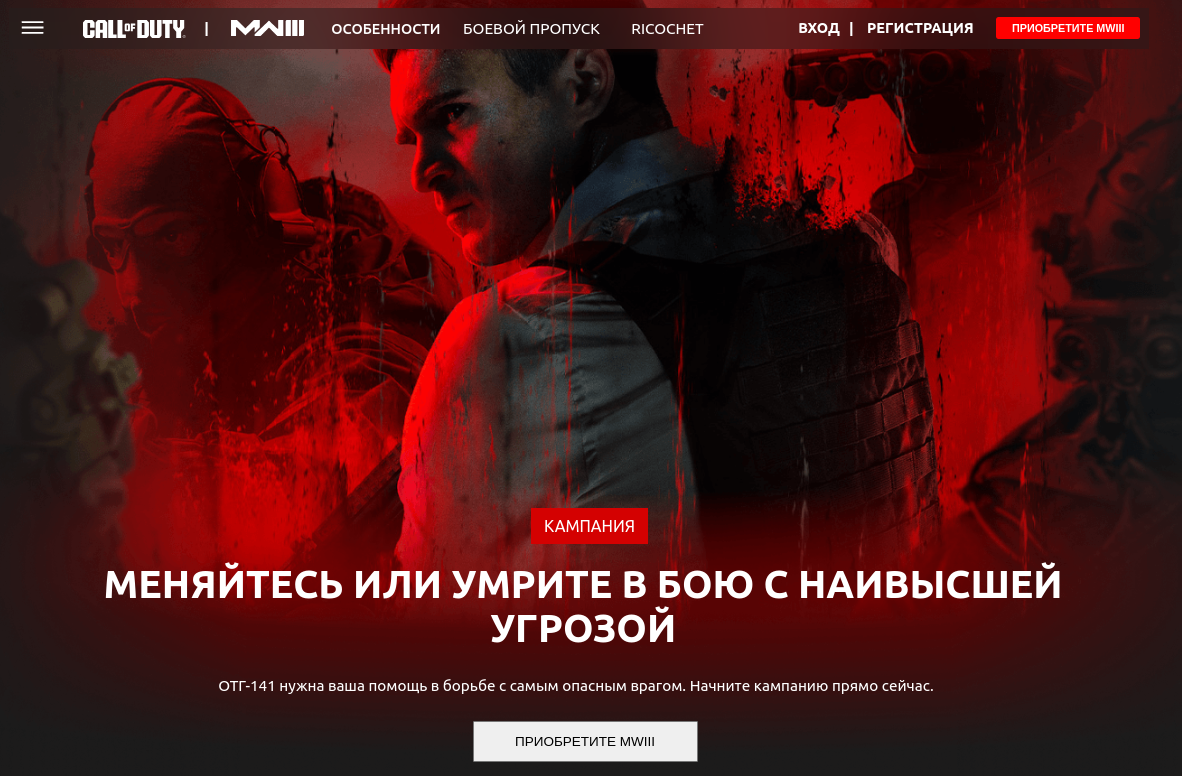 CALL OF DUTY | MWIII ОСОБЕННОСТИ БОЕВОЙ ПРОПУСК RICOCHET ВХОД | РЕГИСТРАЦИЯ ПРИОБРЕТИТЕ MWIII
КАМПАНИЯ
МЕНЯЙТЕСЬ ИЛИ УМРИТЕ В БОЮ С НАИВЫСШЕЙ
УГРОЗОЙ
ОТГ-141 нужна ваша помощь в борьбе с самым опасным врагом. Начните кампанию прямо сейчас.
ПРИОБРЕТИТЕ MWIII